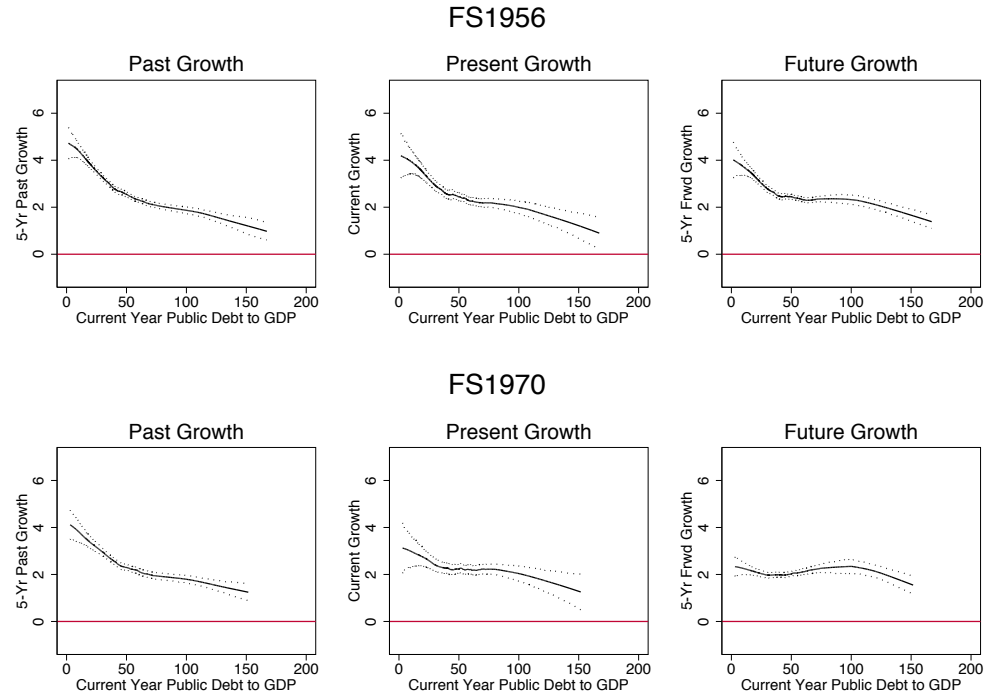 FS1956
Past Growth
5-Yr Past Growth
6
4
2
0
0 50 100 150 200
Current Year Public Debt to GDP
Present Growth
Current Growth
6
4
2
0
0 50 100 150 200
Current Year Public Debt to GDP
Future Growth
5-Yr Frwd Growth
6
4
2
0
0 50 100 150 200
Current Year Public Debt to GDP
FS1970
Past Growth
5-Yr Past Growth
6
4
2
0
0 50 100 150 200
Current Year Public Debt to GDP
Present Growth
Current Growth
6
4
2
0
0 50 100 150 200
Current Year Public Debt to GDP
Future Growth
5-Yr Frwd Growth
6
4
2
0
0 50 100 150 200
Current Year Public Debt to GDP